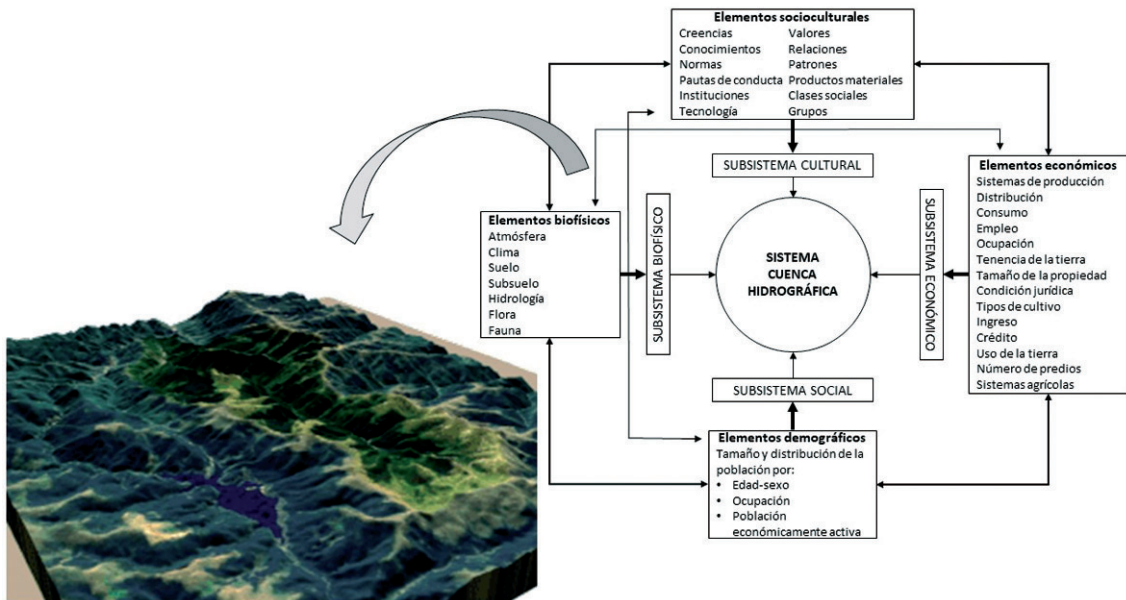 Elementos socioculturales
Creencias
Conocimientos
Normas
Pautas de conducta
Instituciones
Tecnología
Valores
Relaciones
Patrones
Productos materiales
Clases sociales
Grupos
SUBSISTEMA CULTURAL
Elementos biofísicos
Atmósfera
Clima
Suelo
Subsuelo
Hidrología
Flora
Fauna
SUBSISTEMA BIOFÍSICO
SISTEMA
CUENCA
HIDROGRÁFICA
SUBSISTEMA ECONÓMICO
Elementos económicos
Sistemas de producción
Distribución
Consumo
Empleo
Ocupación
Tenencia de la tierra
Tamaño de la propiedad
Condición jurídica
Tipos de cultivo
Ingreso
Crédito
Uso de la tierra
Número de predios
Sistemas agrícolas
SUBSISTEMA SOCIAL
Elementos demográficos
Tamaño y distribución de la
población por:
• Edad-sexo
• Ocupación
• Población
económicamente activa